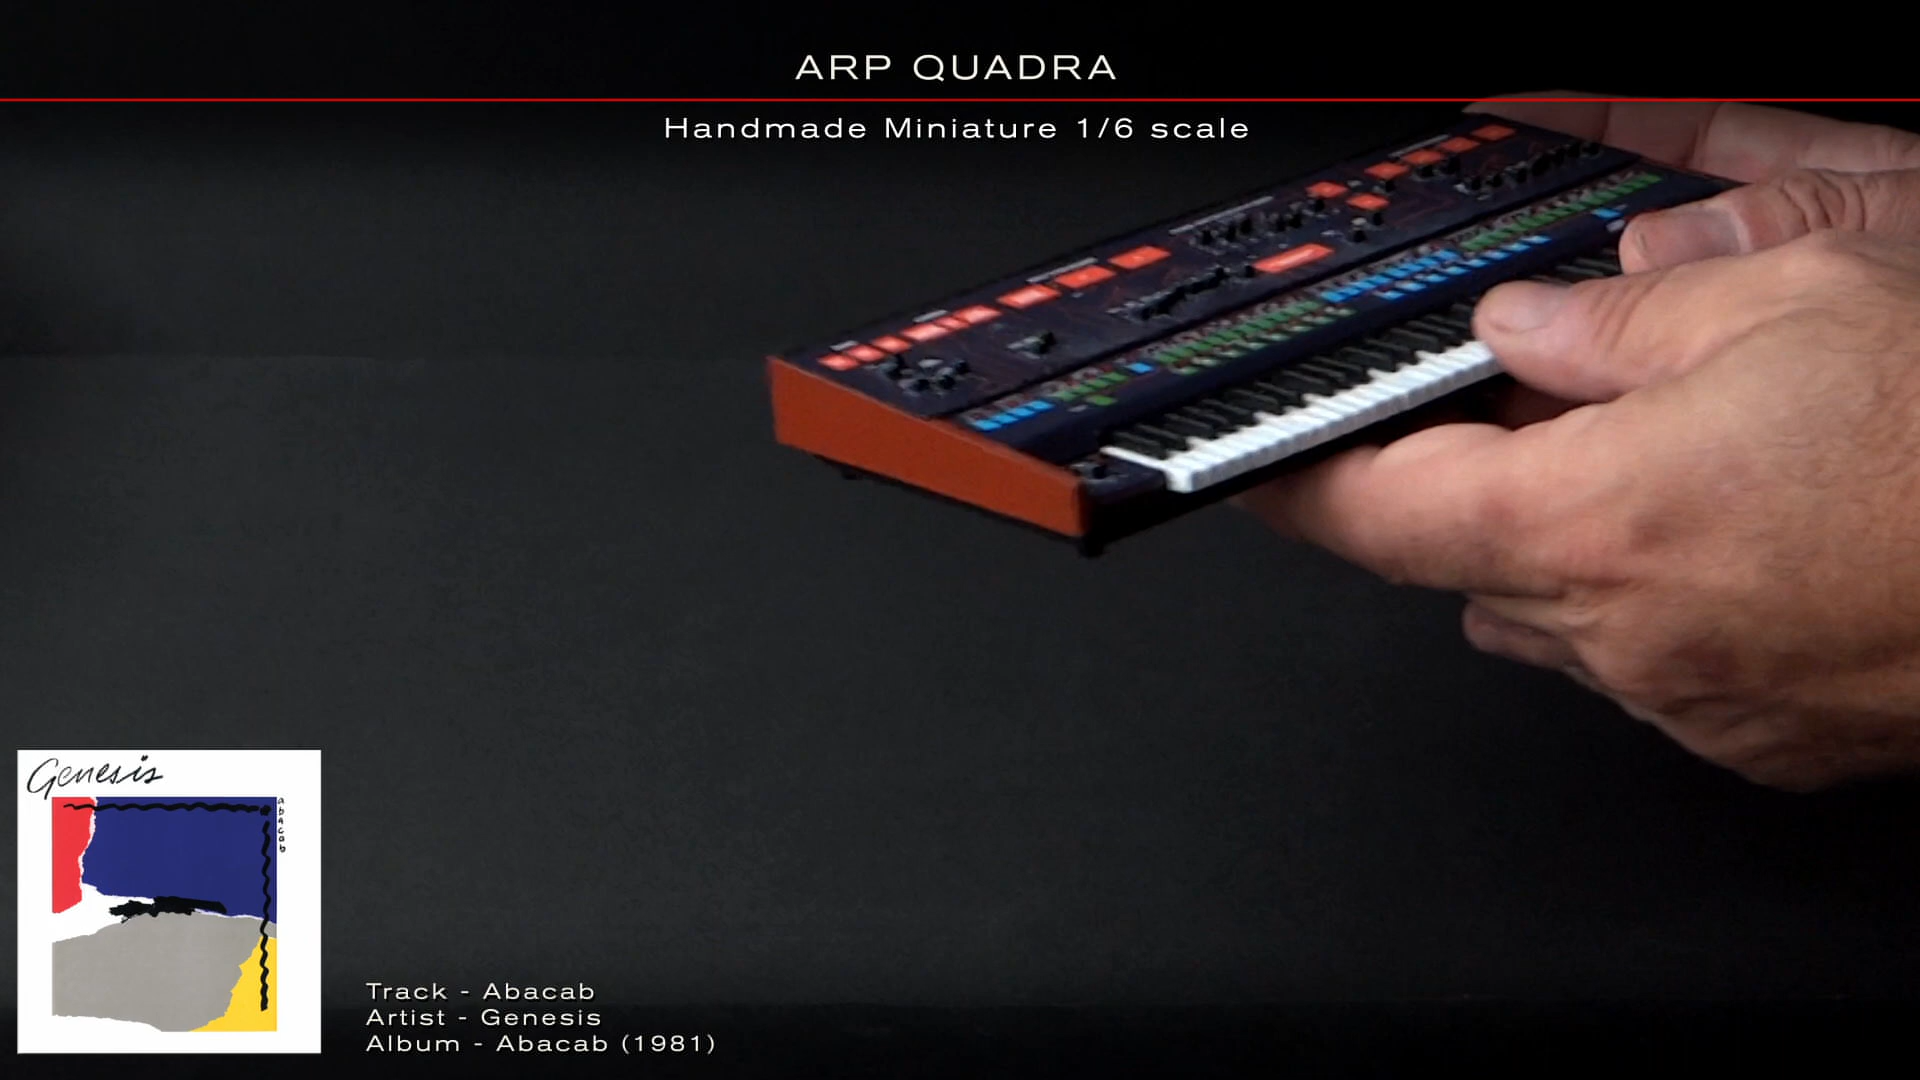 ARP QUADRA
Handmade Miniature 1/6 scale
Genesis
abacab
Track - Abacab
Artist - Genesis
Album - Abacab (1981)